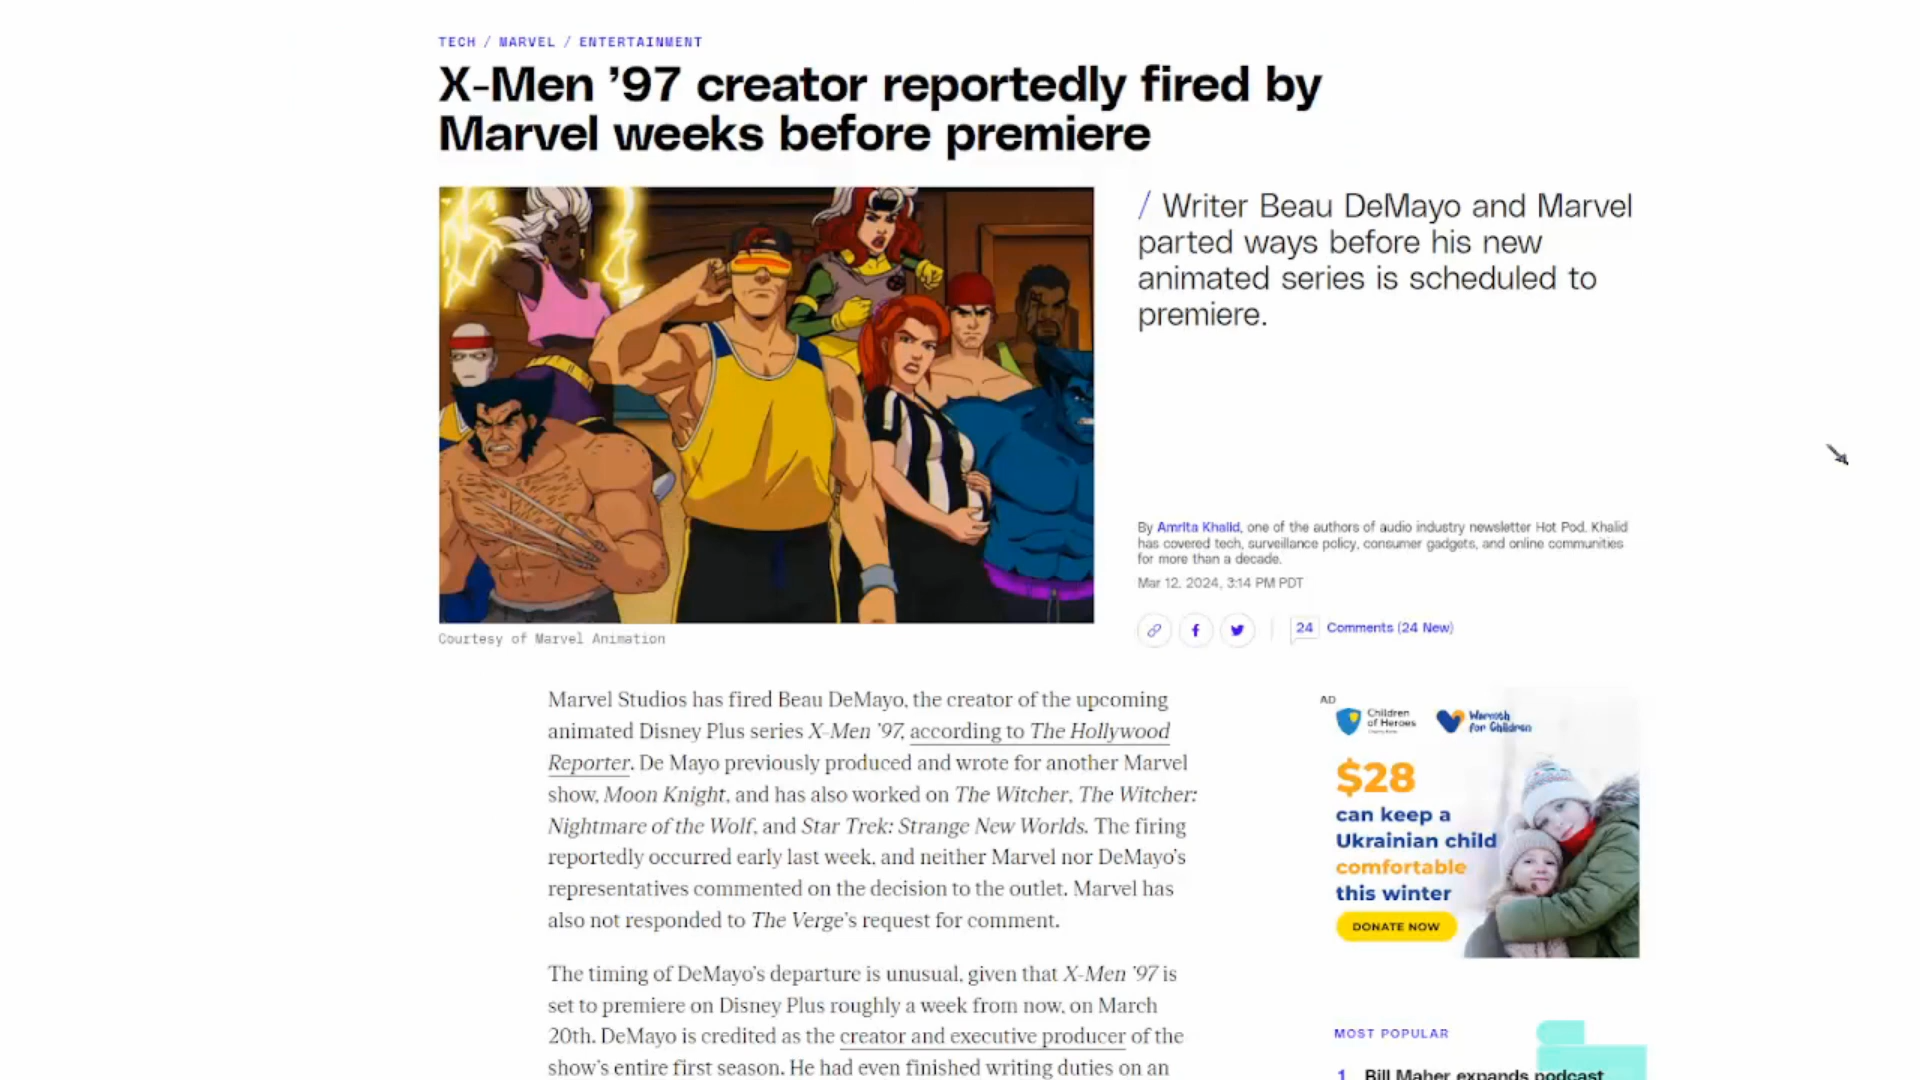 TECH / MARVEL / ENTERTAINMENT
X-Men ’97 creator reportedly fired by
Marvel weeks before premiere
/ Writer Beau DeMayo and Marvel
parted ways before his new
animated series is scheduled to
premiere.
By Amrita Khalid, one of the authors of audio industry newsletter Hot Pod. Khalid
has covered tech, surveillance policy, consumer gadgets, and online communities
for more than a decade.
Mar 12, 2024, 3:14 PM PDT
24 Comments (24 New)
Courtesy of Marvel Animation
Marvel Studios has fired Beau DeMayo, the creator of the upcoming
animated Disney Plus series X-Men ’97, according to The Hollywood
Reporter. De Mayo previously produced and wrote for another Marvel
show, Moon Knight, and has also worked on The Witcher, The Witcher:
Nightmare of the Wolf, and Star Trek: Strange New Worlds. The firing
reportedly occurred early last week, and neither Marvel nor DeMayo’s
representatives commented on the decision to the outlet. Marvel has
also not responded to The Verge’s request for comment.
The timing of DeMayo’s departure is unusual, given that X-Men ’97 is
set to premiere on Disney Plus roughly a week from now, on March
20th. DeMayo is credited as the creator and executive producer of the
show’s entire first season. He had even finished writing duties on an
AD
Children
of Heroes
Warmth
for Children
$28
can keep a
Ukrainian child
comfortable
this winter
DONATE NOW
MOST POPULAR
1 Bill Maher expands podcast